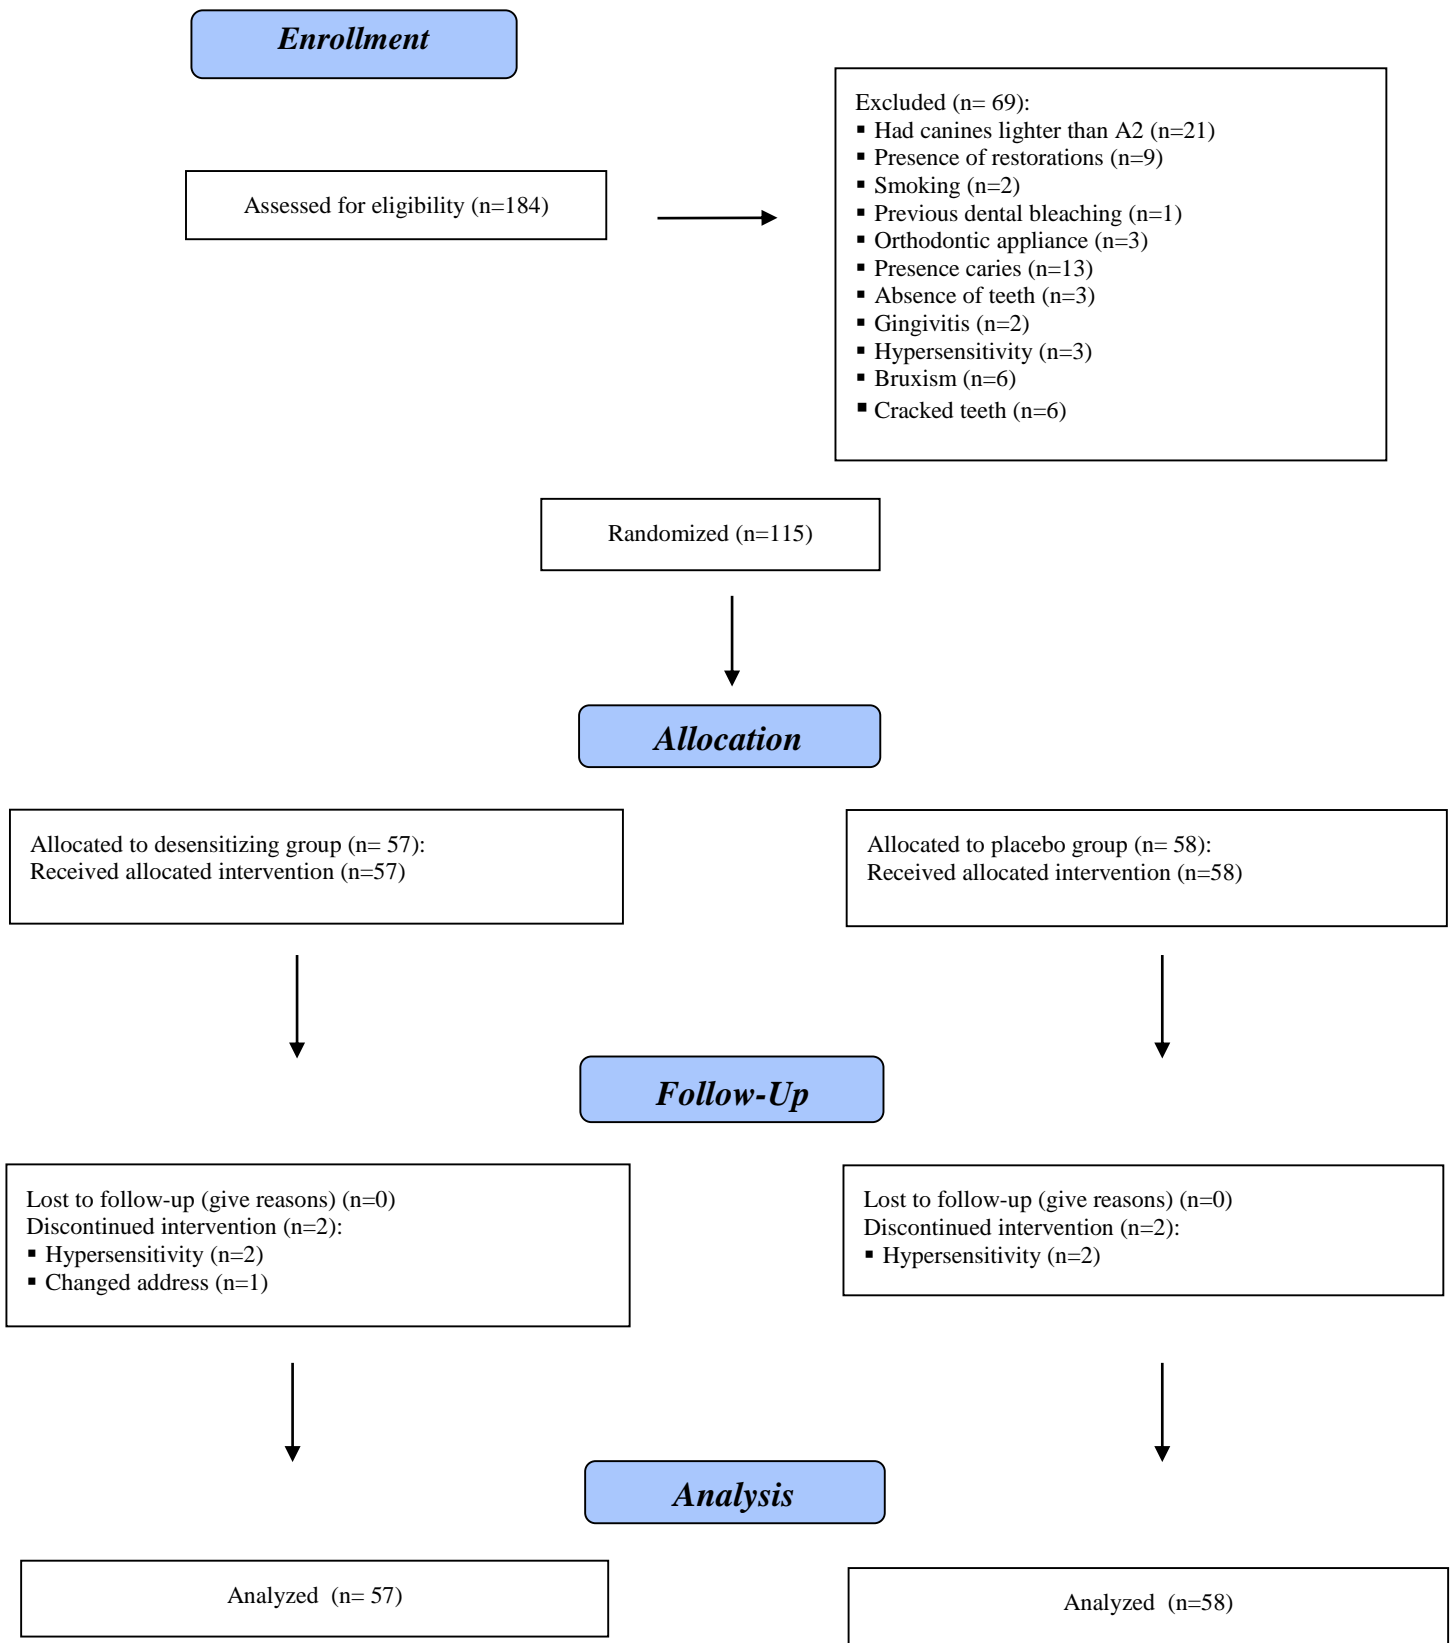 Enrollment
Excluded (n= 69):
▪ Had canines lighter than A2 (n=21)
▪ Presence of restorations (n=9)
▪ Smoking (n=2)
▪ Previous dental bleaching (n=1)
▪ Orthodontic appliance (n=3)
▪ Presence caries (n=13)
▪ Absence of teeth (n=3)
▪ Gingivitis (n=2)
▪ Hypersensitivity (n=3)
▪ Bruxism (n=6)
▪ Cracked teeth (n=6)
Assessed for eligibility (n=184)
Randomized (n=115)
Allocation
Allocated to desensitizing group (n= 57):
Received allocated intervention (n=57)
Allocated to placebo group (n= 58):
Received allocated intervention (n=58)
Follow-Up
Lost to follow-up (give reasons) (n=0)
Discontinued intervention (n=2):
▪ Hypersensitivity (n=2)
▪ Changed address (n=1)
Lost to follow-up (give reasons) (n=0)
Discontinued intervention (n=2):
▪ Hypersensitivity (n=2)
Analysis
Analyzed (n= 57)
Analyzed (n=58)